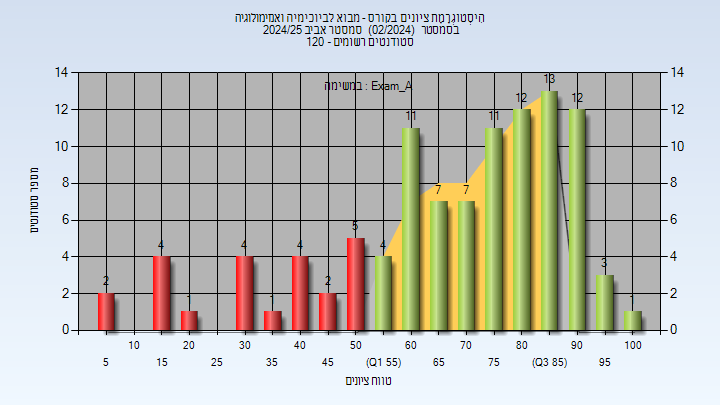 הִיסְטוֹגְרַמַת ציונים בקורס - מבוא לביוכימיה ואנזימולוגיה
בסמסטר (02/2024) סמסטר אביב 2024/25
סטודנטים רשומים - 120
במשימה : Exam_A
מספר סטודנטים
14 14
12 12
10 10
8 8
6 6
4 4
2 2
0 0
2 4 1 4 1 4 2 5 4 11 7 7 11 12 13 12 3 1
10 20 25 30 40 50 60 70 80 90 100
5 15 35 45 (Q1 55) 65 75 (Q3 85) 95
טווח ציונים